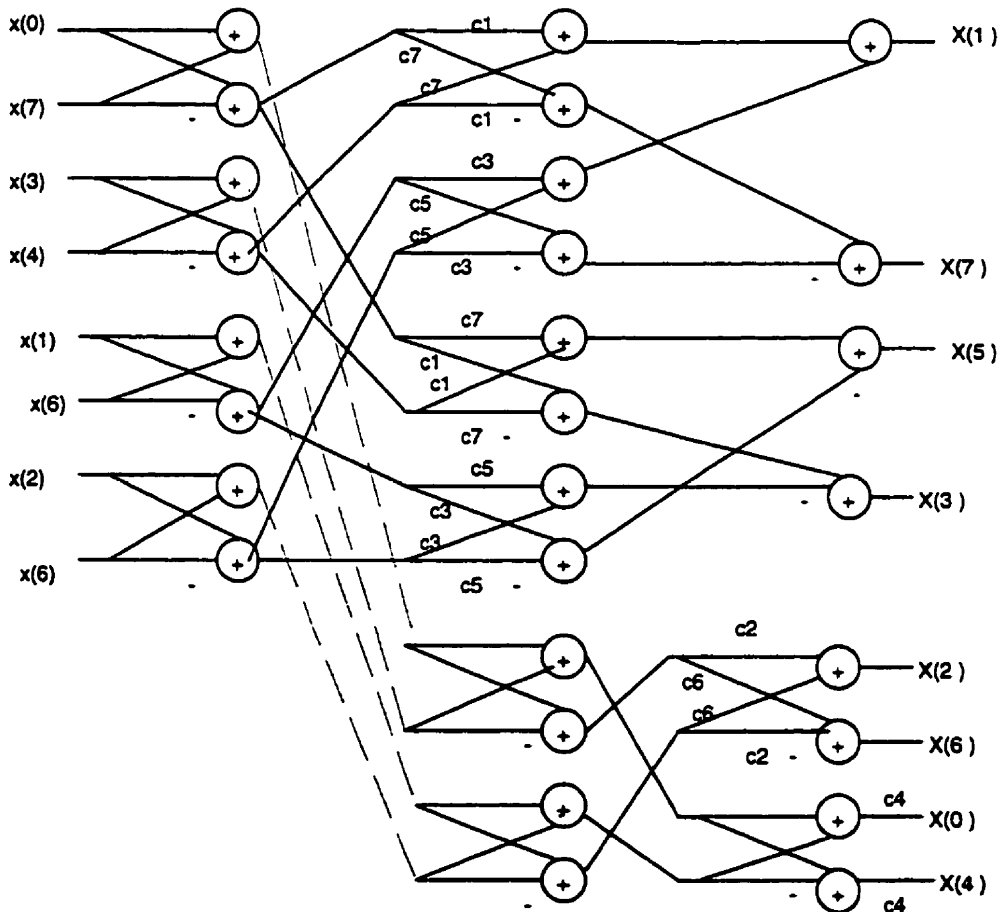 x(0)
c1
+
+
+
X(1)
c7
c7
x(7)
+
-
c1
-
+
x(3)
+
c3
+
c5
c5
x(4)
+
-
c3
-
+
+
-
X(7)
x(1)
+
c7
+
+
X(5)
c1
c1
-
x(6)
+
-
c7
-
+
x(2)
+
c5
+
-
+
X(3)
c3
c3
x(6)
+
-
c5
-
+
c2
+
+
X(2)
c6
c6
+
-
c2
-
+
X(6)
+
+
c4
X(0)
+
-
+
-
X(4)
c4